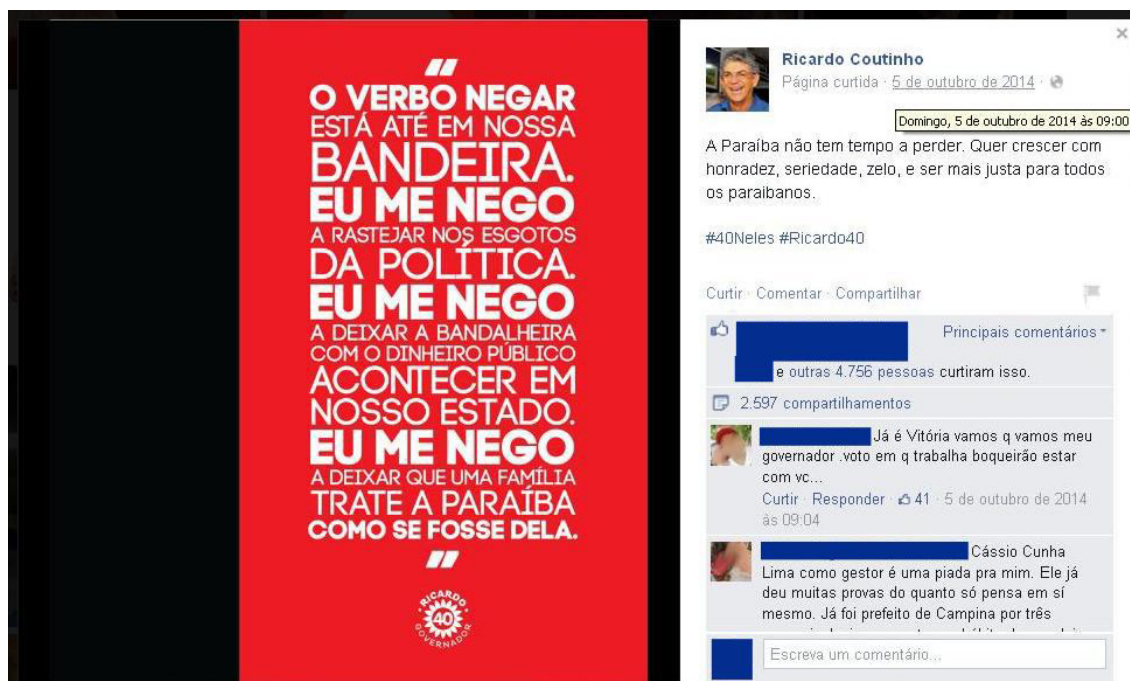 "
O VERBO NEGAR
ESTÁ ATÉ EM NOSSA
BANDEIRA.
EU ME NEGO
A RASTEJAR NOS ESGOTOS
DA POLÍTICA.
EU ME NEGO
A DEIXAR A BANDALHEIRA
COM O DINHEIRO PÚBLICO
ACONTECER EM
NOSSO ESTADO.
EU ME NEGO
A DEIXAR QUE UMA FAMÍLIA
TRATE A PARAÍBA
COMO SE FOSSE DELA.
"
RICARDO
40
GOVERNADOR
Ricardo Coutinho
Página curtida · 5 de outubro de 2014 ·
Domingo, 5 de outubro de 2014 às 09:00
A Paraíba não tem tempo a perder. Quer crescer com
honradez, seriedade, zelo, e ser mais justa para todos
os paraibanos.
#40Neles #Ricardo40
Curtir · Comentar · Compartilhar
Principais comentários
e outras 4.756 pessoas curtiram isso.
2.597 compartilhamentos
Já é Vitória vamos q vamos meu
governador .voto em q trabalha boqueirão estar
com vc...
Curtir · Responder · 41 · 5 de outubro de 2014
às 09:04
Cássio Cunha
Lima como gestor é uma piada pra mim. Ele já
deu muitas provas do quanto só pensa em sí
mesmo. Já foi prefeito de Campina por três
Escreva um comentário...